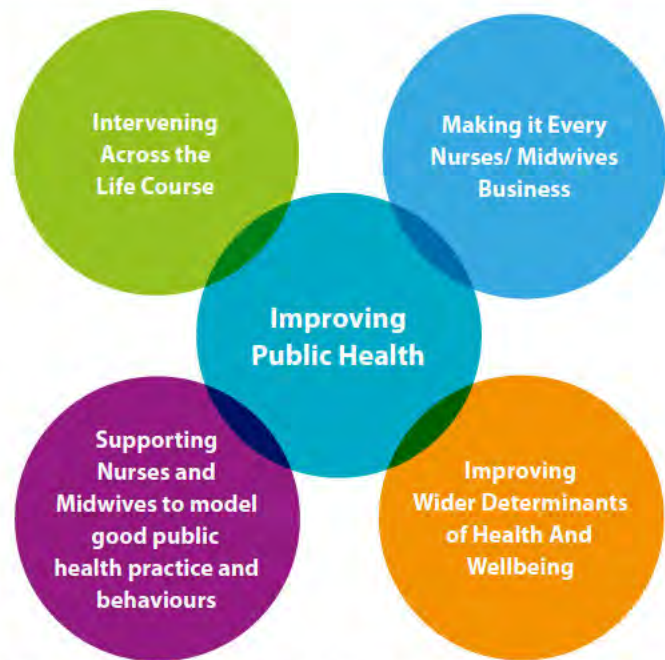 Intervening
Across the
Life Course
Making it Every
Nurses/ Midwives
Business
Improving
Public Health
Supporting
Nurses and
Midwives to model
good public
health practice and
behaviours
Improving
Wider Determinants
of Health And
Wellbeing